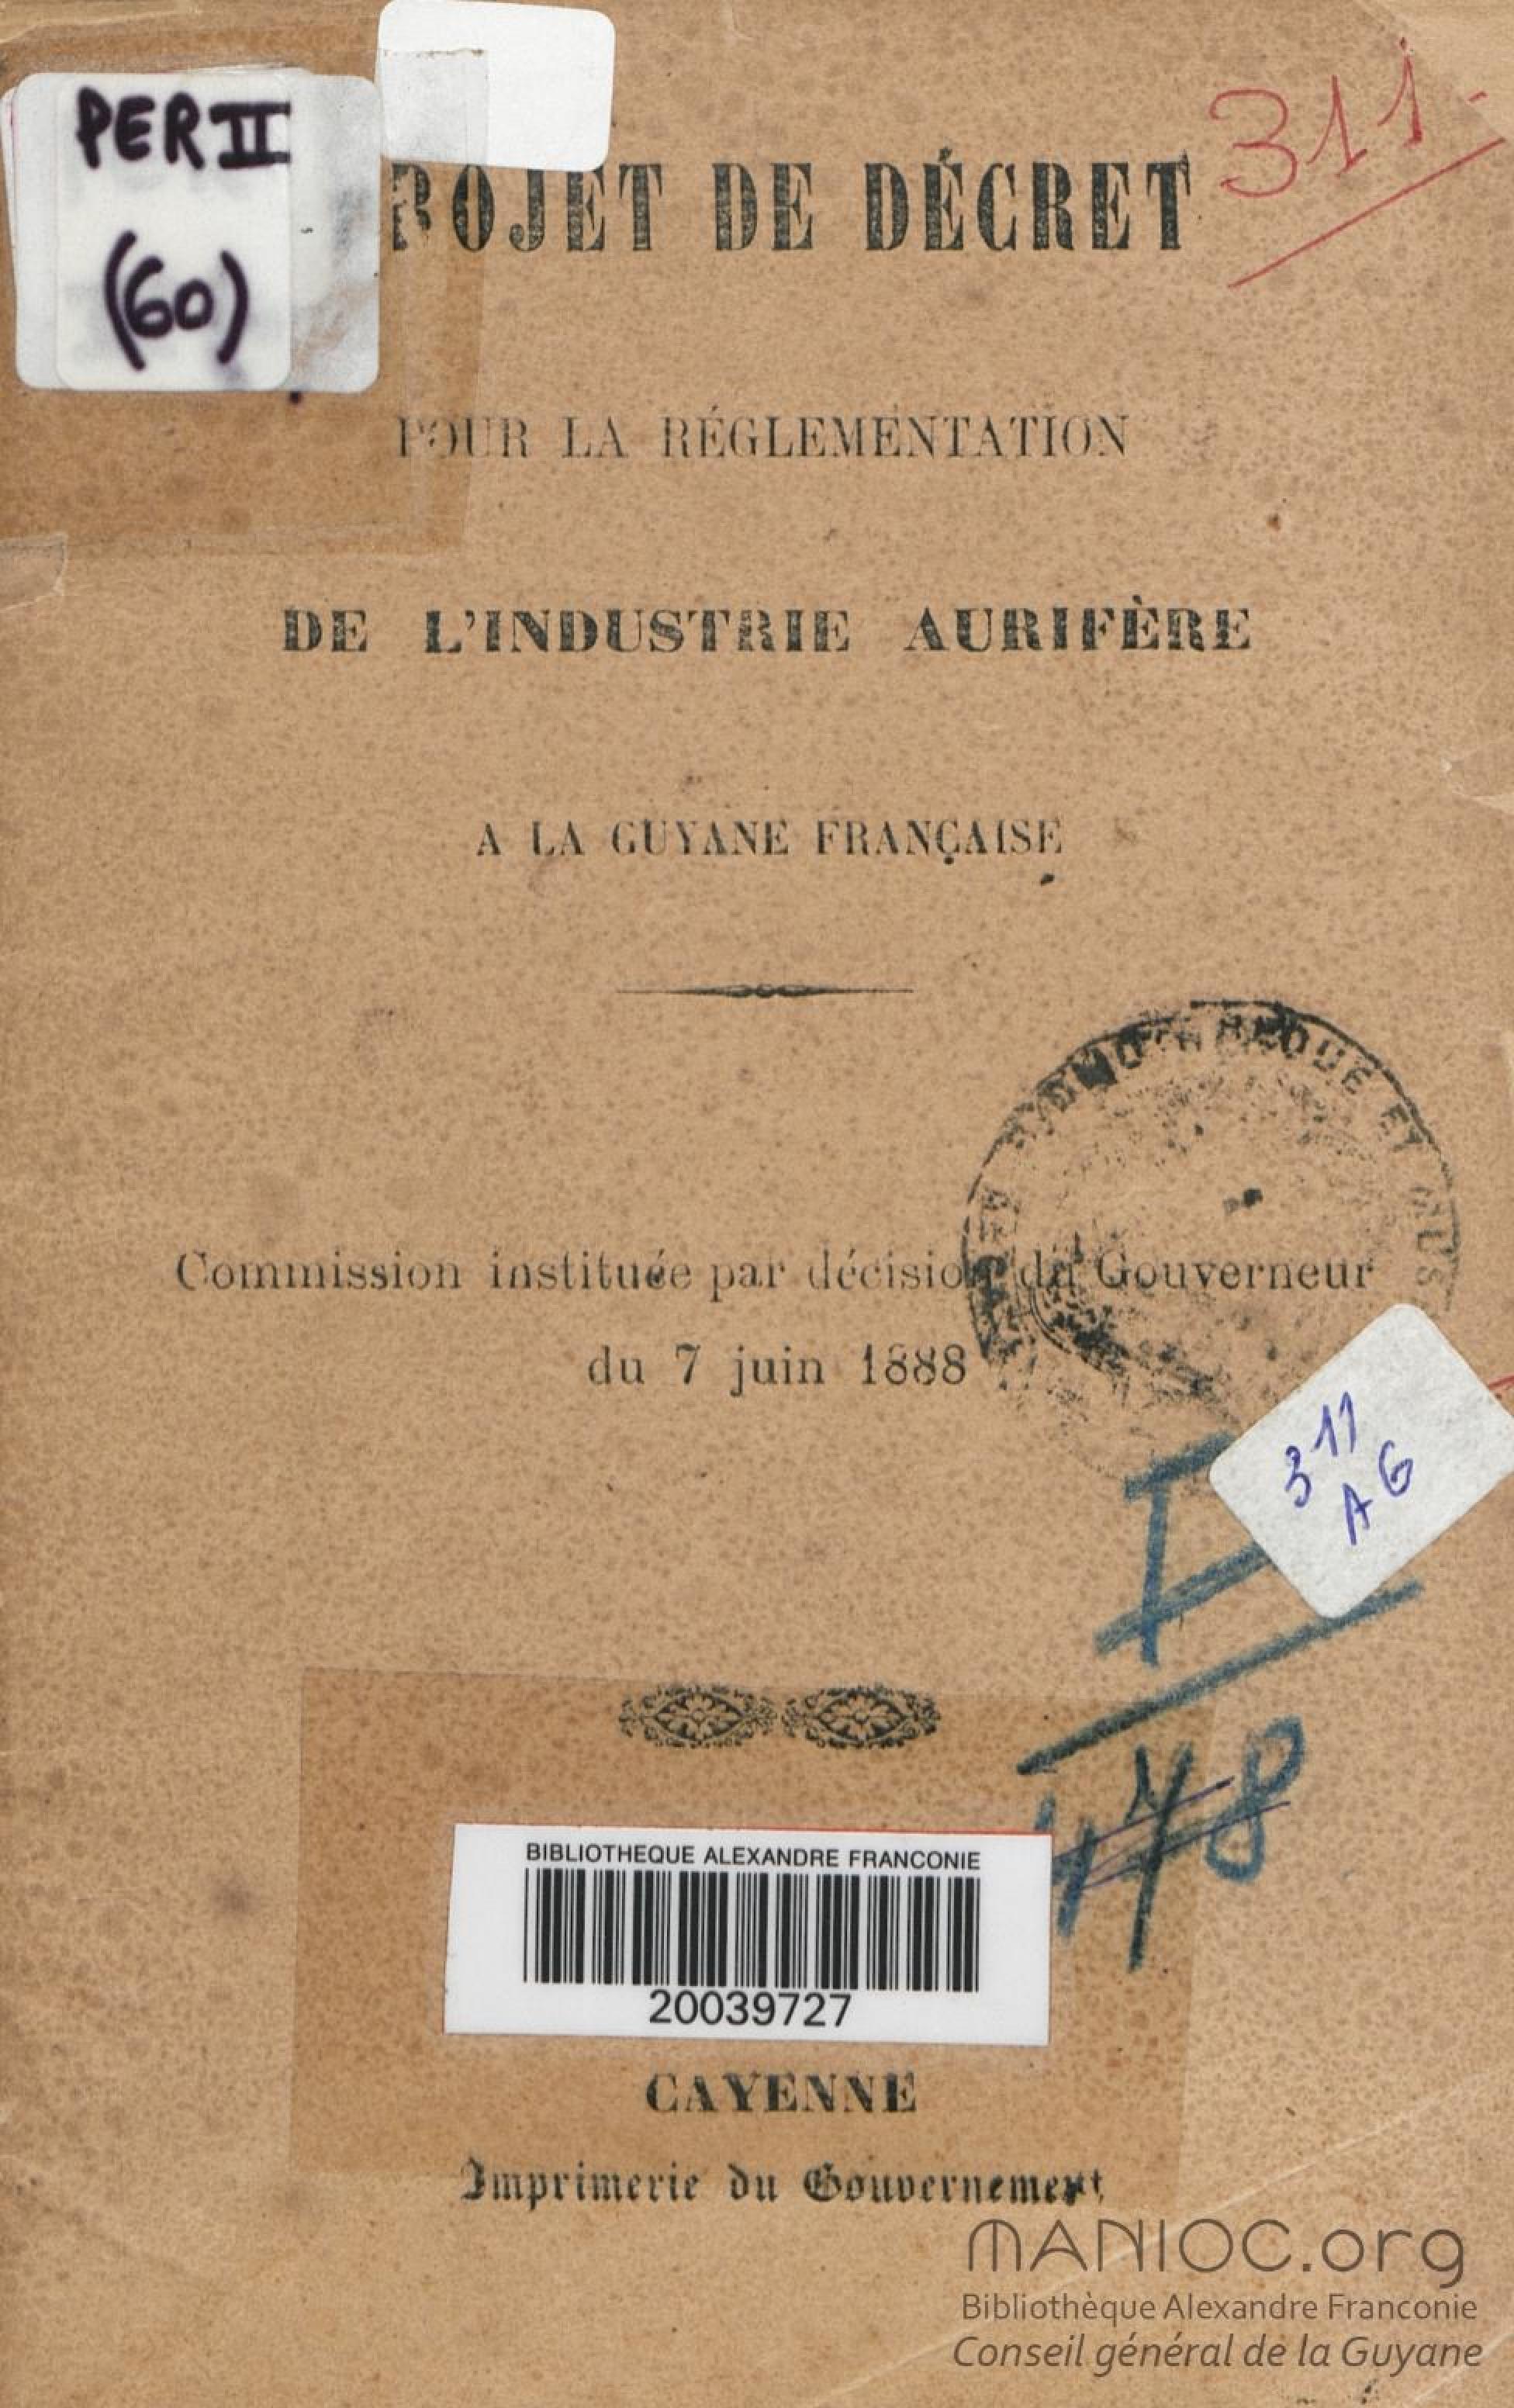 PER II
(60)
311
ROJET DE DÉCRET
POUR LA RÉGLEMENTATION
DE L'INDUSTRIE AURIFÈRE
A LA GUYANE FRANÇAISE
Commission instituée par décision du Gouverneur
du 7 juin 1888
311
AG
BIBLIOTHEQUE ALEXANDRE FRANCONIE
20039727
CAYENNE
Imprimerie du Gouvernement
MANIOC.org
Bibliothèque Alexandre Franconie
Conseil général de la Guyane